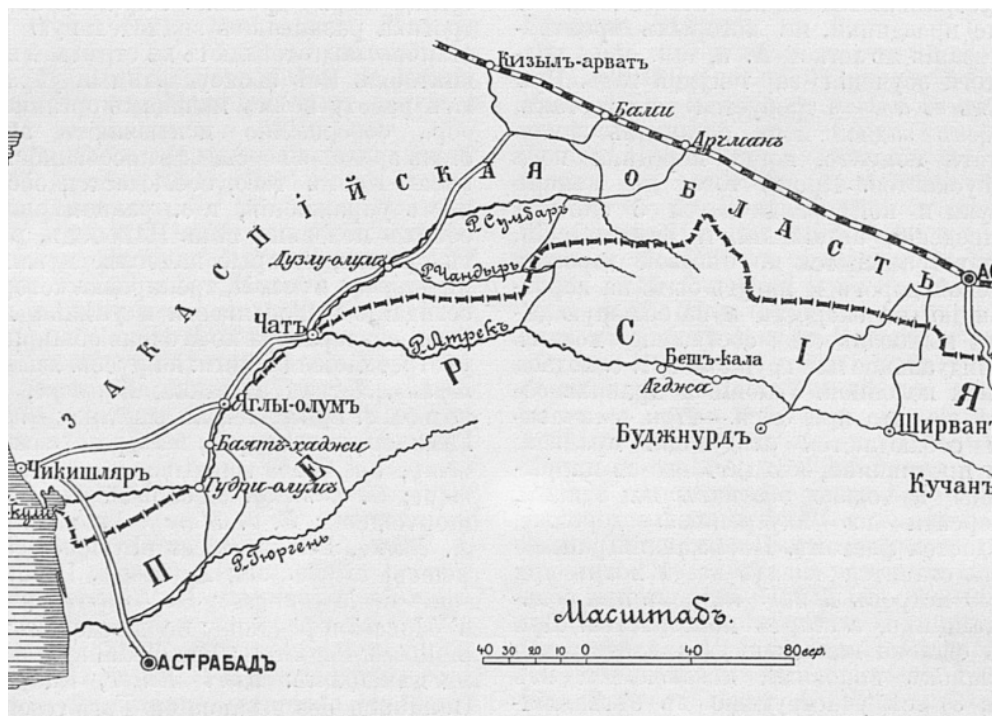 Кизылъ-арватъ
Бами
Арчманъ
ЗАКАСПІЙСКАЯ ОБЛАСТЬ
Р. Сумбаръ
Дузлу-олумъ
Р. Чандыръ
Чатъ
Р. Атрекъ
Бешъ-кала
Агджа
ПЕРСІЯ
Яглы-олумъ
Буджнурдъ
Ширванъ
Баятъ-хаджи
Чикишляръ
Гудри-олумъ
Кучанъ
Р. Гюргень
АСТРАБАДЪ
Масштабъ.
40 30 20 10 0 40 80 вер.